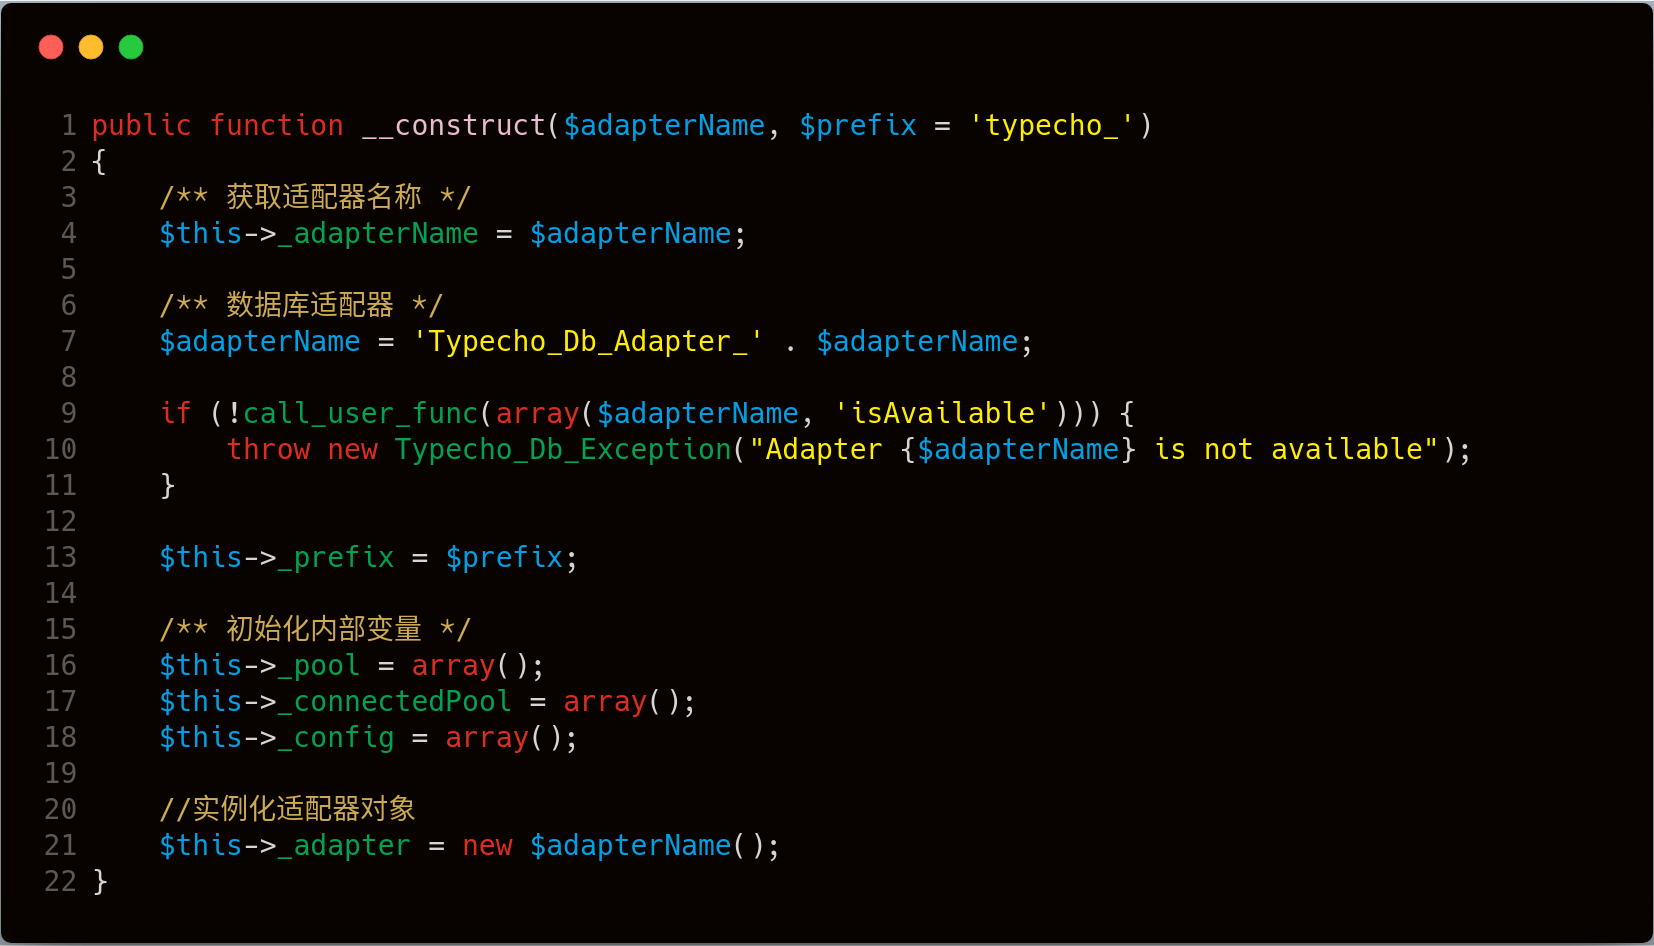 1 public function __construct($adapterName, $prefix = 'typecho_')
2 {
3     /** 获取适配器名称 */
4     $this->_adapterName = $adapterName;
5
6     /** 数据库适配器 */
7     $adapterName = 'Typecho_Db_Adapter_' . $adapterName;
8
9     if (!call_user_func(array($adapterName, 'isAvailable'))) {
10         throw new Typecho_Db_Exception("Adapter {$adapterName} is not available");
11     }
12
13     $this->_prefix = $prefix;
14
15     /** 初始化内部变量 */
16     $this->_pool = array();
17     $this->_connectedPool = array();
18     $this->_config = array();
19
20     //实例化适配器对象
21     $this->_adapter = new $adapterName();
22 }